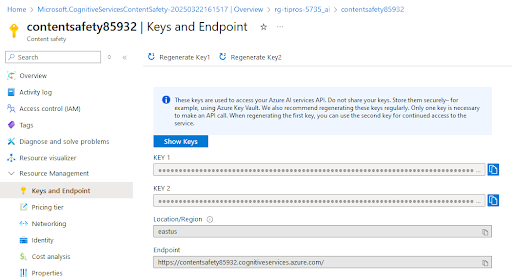 Home > Microsoft.CognitiveServicesContentSafety-20250322161517 | Overview > rg-tipros-5735_ai > contentsafety85932
contentsafety85932 | Keys and Endpoint ...
Content safety
Search
Regenerate Key1 Regenerate Key2
Overview
Activity log
Access control (IAM)
Tags
Diagnose and solve problems
Resource visualizer
Resource Management
Keys and Endpoint
Pricing tier
Networking
Identity
Cost analysis
Properties
These keys are used to access your Azure AI services API. Do not share your keys. Store them securely– for
example, using Azure Key Vault. We also recommend regenerating these keys regularly. Only one key is necessary
to make an API call. When regenerating the first key, you can use the second key for continued access to the
service.
Show Keys
KEY 1
KEY 2
Location/Region
eastus
Endpoint
https://contentsafety85932.cognitiveservices.azure.com/